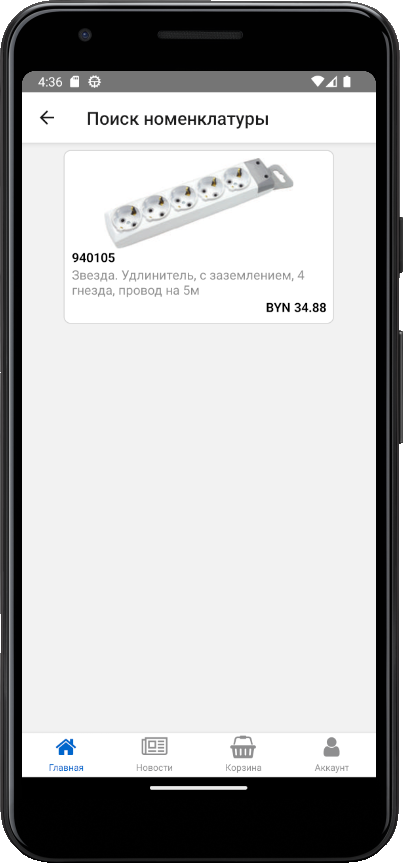 4:36
Поиск номенклатуры
940105
Звезда. Удлинитель, с заземлением, 4
гнезда, провод на 5м
BYN 34.88
Главная
Новости
Корзина
Аккаунт